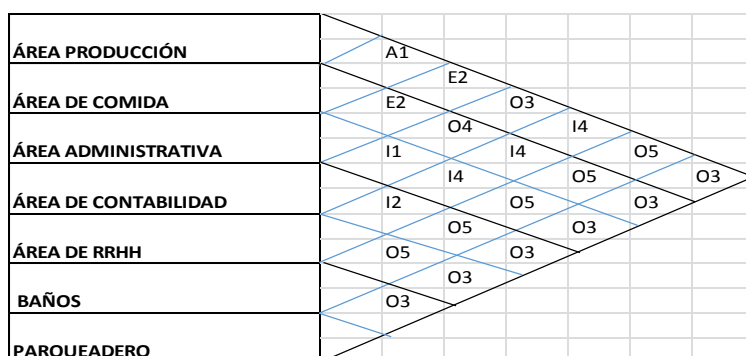 ÁREA PRODUCCIÓN A1
E2
ÁREA DE COMIDA E2 O3
O4 I4
ÁREA ADMINISTRATIVA I1 I4 O5
I4 O5 O3
ÁREA DE CONTABILIDAD I2 O5 O3
O5 O3
ÁREA DE RRHH O5 O3
O3
BAÑOS O3
PARQUEADERO